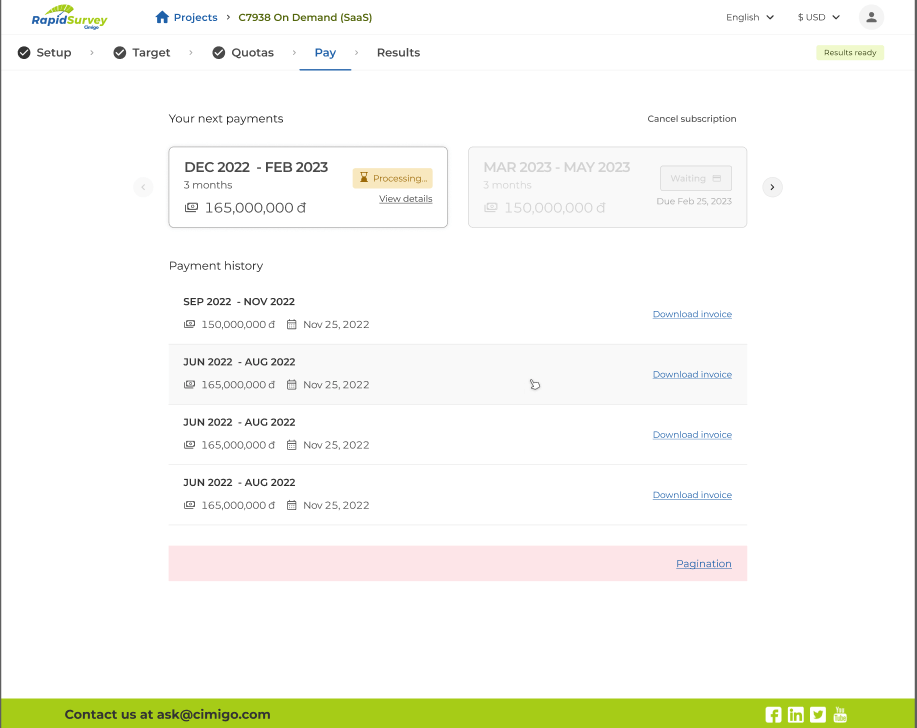 RapidSurvey
Cimigo
Projects › C7938 On Demand (SaaS)
English
$ USD
Setup › Target › Quotas › Pay › Results
Results ready
Your next payments
Cancel subscription
DEC 2022 - FEB 2023
3 months
165,000,000 đ
Processing...
View details
MAR 2023 - MAY 2023
3 months
150,000,000 đ
Waiting
Due Feb 25, 2023
Payment history
SEP 2022 - NOV 2022
150,000,000 đ Nov 25, 2022
Download invoice
JUN 2022 - AUG 2022
165,000,000 đ Nov 25, 2022
Download invoice
JUN 2022 - AUG 2022
165,000,000 đ Nov 25, 2022
Download invoice
JUN 2022 - AUG 2022
165,000,000 đ Nov 25, 2022
Download invoice
Pagination
Contact us at ask@cimigo.com
You
Tube